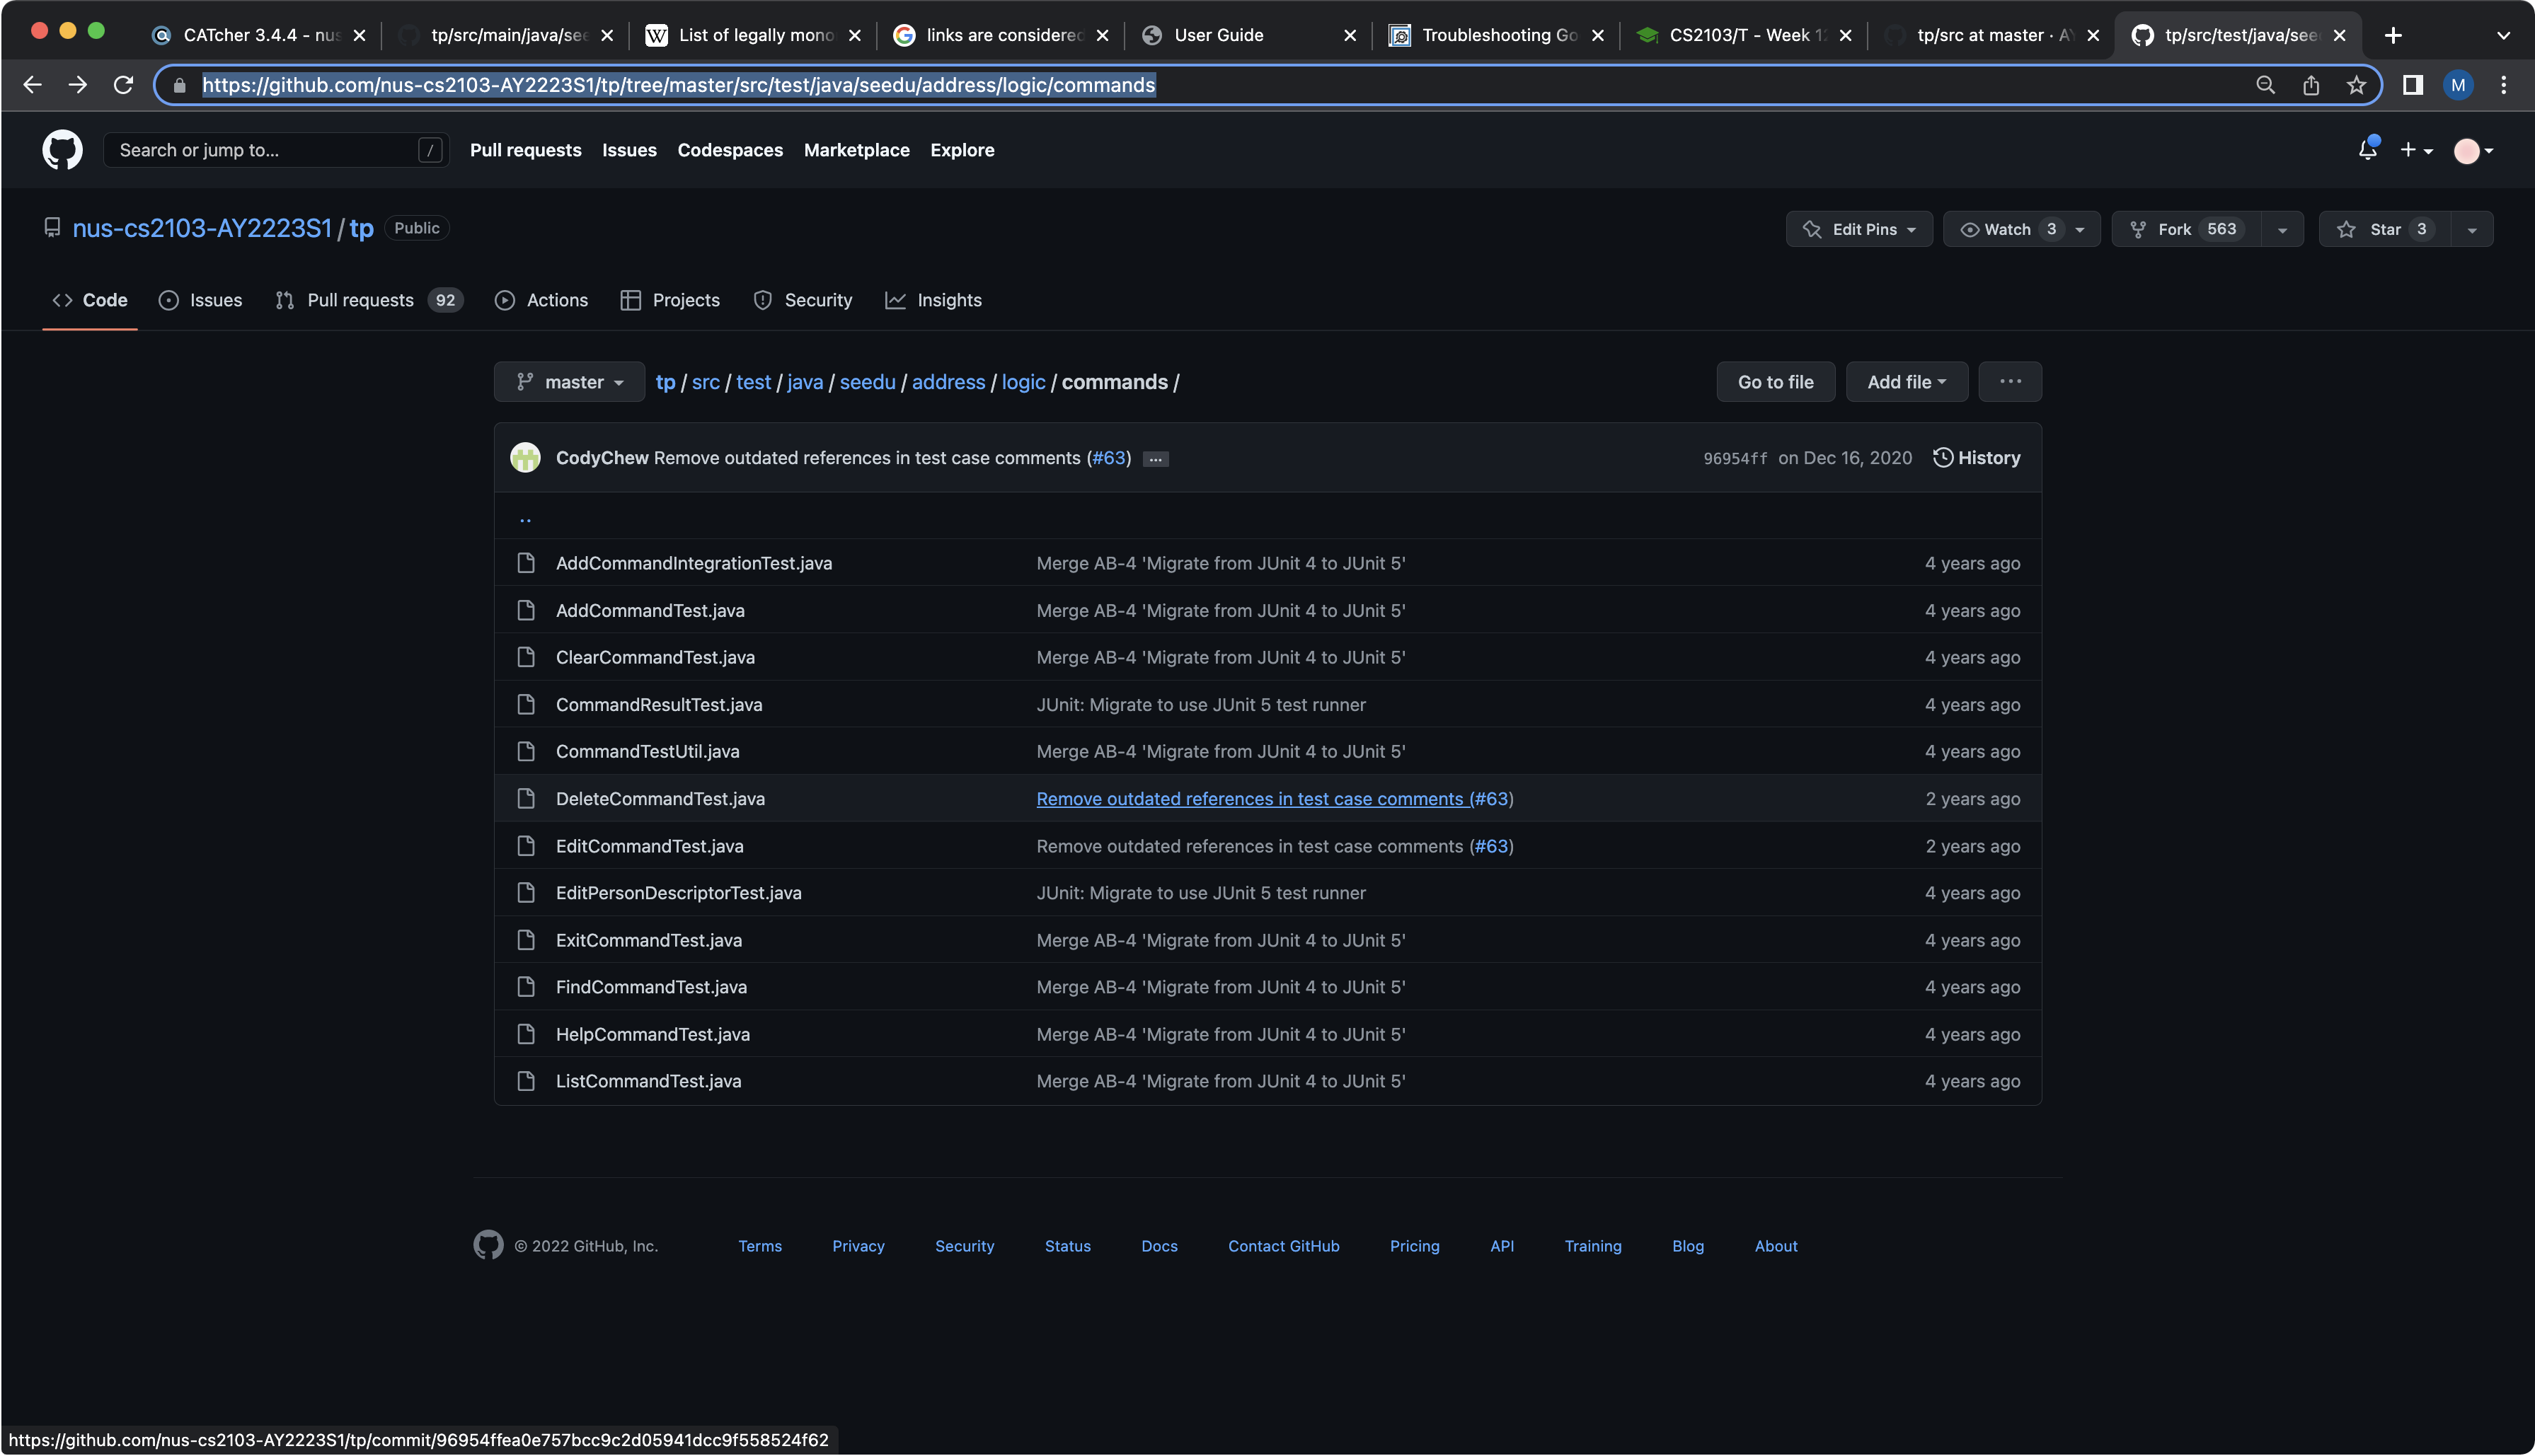 CATcher 3.4.4 - nus tp/src/main/java/see List of legally mono links are considered User Guide Troubleshooting Go CS2103/T - Week 12 tp/src at master · AY tp/src/test/java/see
https://github.com/nus-cs2103-AY2223S1/tp/tree/master/src/test/java/seedu/address/logic/commands M
Search or jump to... / Pull requests Issues Codespaces Marketplace Explore
nus-cs2103-AY2223S1 / tp Public Edit Pins Watch 3 Fork 563 Star 3
Code Issues Pull requests 92 Actions Projects Security Insights
master tp / src / test / java / seedu / address / logic / commands / Go to file Add file ...
CodyChew Remove outdated references in test case comments (#63) ... 96954ff on Dec 16, 2020 History
..
AddCommandIntegrationTest.java Merge AB-4 'Migrate from JUnit 4 to JUnit 5' 4 years ago
AddCommandTest.java Merge AB-4 'Migrate from JUnit 4 to JUnit 5' 4 years ago
ClearCommandTest.java Merge AB-4 'Migrate from JUnit 4 to JUnit 5' 4 years ago
CommandResultTest.java JUnit: Migrate to use JUnit 5 test runner 4 years ago
CommandTestUtil.java Merge AB-4 'Migrate from JUnit 4 to JUnit 5' 4 years ago
DeleteCommandTest.java Remove outdated references in test case comments (#63) 2 years ago
EditCommandTest.java Remove outdated references in test case comments (#63) 2 years ago
EditPersonDescriptorTest.java JUnit: Migrate to use JUnit 5 test runner 4 years ago
ExitCommandTest.java Merge AB-4 'Migrate from JUnit 4 to JUnit 5' 4 years ago
FindCommandTest.java Merge AB-4 'Migrate from JUnit 4 to JUnit 5' 4 years ago
HelpCommandTest.java Merge AB-4 'Migrate from JUnit 4 to JUnit 5' 4 years ago
ListCommandTest.java Merge AB-4 'Migrate from JUnit 4 to JUnit 5' 4 years ago
© 2022 GitHub, Inc. Terms Privacy Security Status Docs Contact GitHub Pricing API Training Blog About
https://github.com/nus-cs2103-AY2223S1/tp/commit/96954ffea0e757bcc9c2d05941dcc9f558524f62